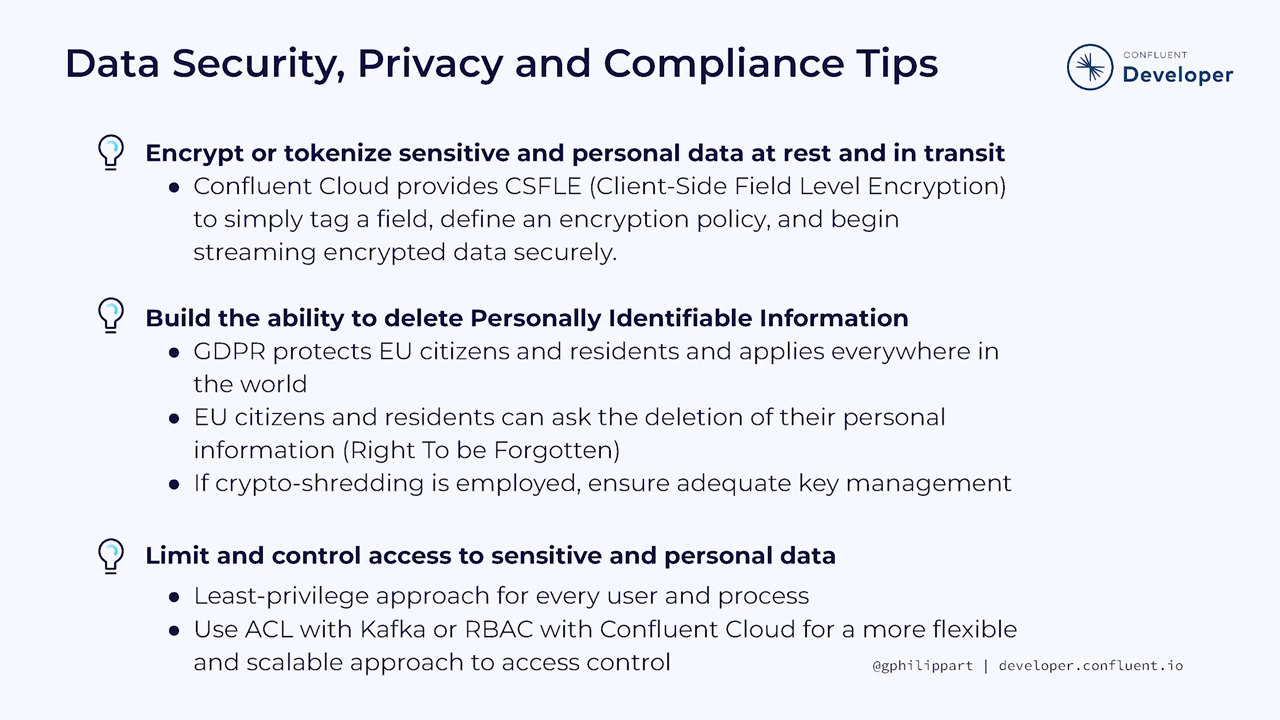 Data Security, Privacy and Compliance Tips
CONFLUENT
Developer
Encrypt or tokenize sensitive and personal data at rest and in transit
● Confluent Cloud provides CSFLE (Client-Side Field Level Encryption)
to simply tag a field, define an encryption policy, and begin
streaming encrypted data securely.
Build the ability to delete Personally Identifiable Information
● GDPR protects EU citizens and residents and applies everywhere in
the world
● EU citizens and residents can ask the deletion of their personal
information (Right To be Forgotten)
● If crypto-shredding is employed, ensure adequate key management
Limit and control access to sensitive and personal data
● Least-privilege approach for every user and process
● Use ACL with Kafka or RBAC with Confluent Cloud for a more flexible
and scalable approach to access control
@gphilippart | developer.confluent.io